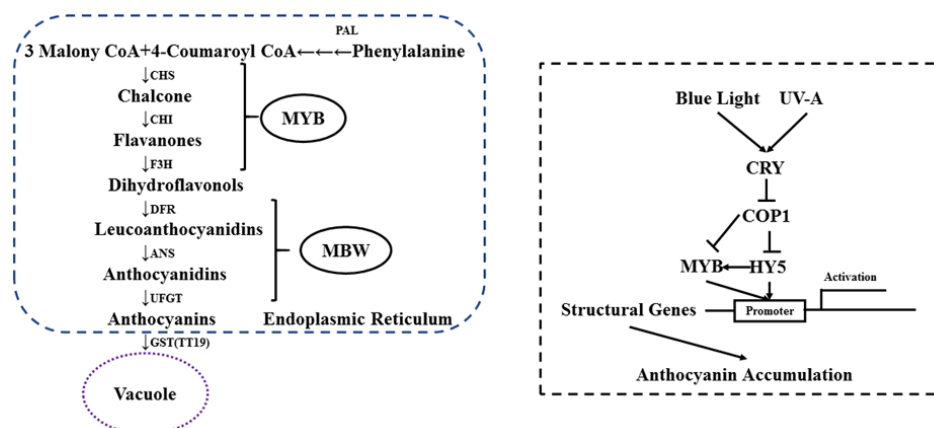 PAL
3 Malony CoA+4-Coumaroyl CoA←←←Phenylalanine
↓CHS
Chalcone
↓CHI
MYB
Flavanones
↓F3H
Dihydroflavonols
↓DFR
Leucoanthocyanidins
↓ANS
MBW
Anthocyanidins
↓UFGT
Anthocyanins Endoplasmic Reticulum
↓GST(TT19)
Vacuole
Blue Light UV-A
CRY
COP1
MYB HY5
Activation
Structural Genes Promoter
Anthocyanin Accumulation